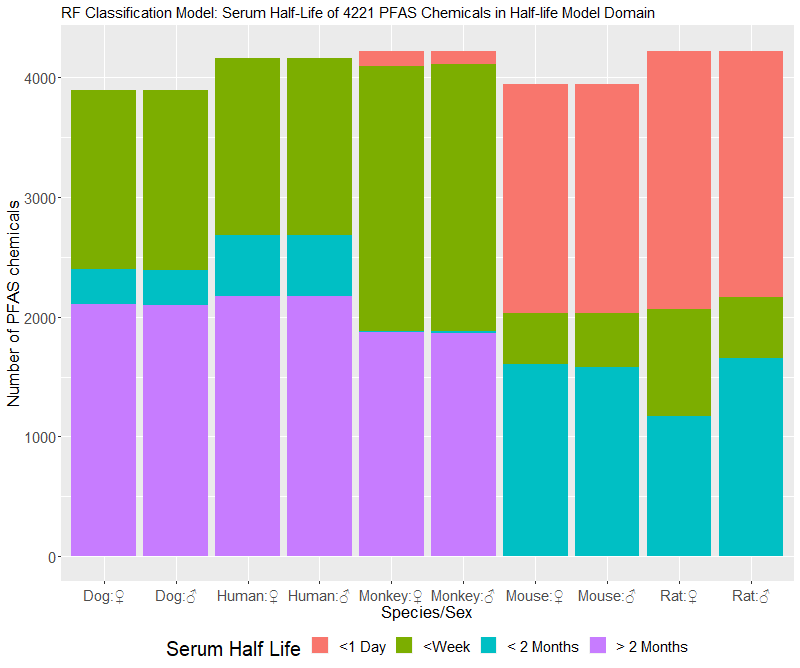 RF Classification Model: Serum Half-Life of 4221 PFAS Chemicals in Half-life Model Domain
Number of PFAS chemicals
4000
3000
2000
1000
0
Dog:♀ Dog:♂ Human:♀ Human:♂ Monkey:♀ Monkey:♂ Mouse:♀ Mouse:♂ Rat:♀ Rat:♂
Species/Sex
Serum Half Life <1 Day <Week < 2 Months > 2 Months